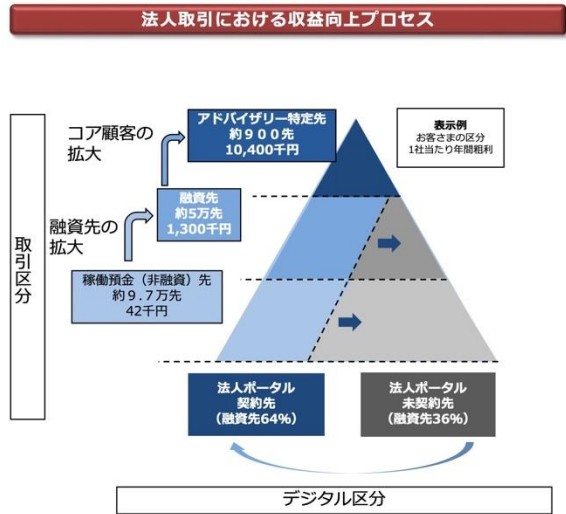 法人取引における収益向上プロセス
コア顧客の
拡大
アドバイザリー特定先
約900先
10,400千円
表示例
お客さまの区分
1社当たり年間粗利
融資先の
拡大
融資先
約5万先
1,300千円
稼働預金(非融資)先
約9.7万先
42千円
取引区分
法人ポータル
契約先
(融資先64%)
法人ポータル
未契約先
(融資先36%)
デジタル区分